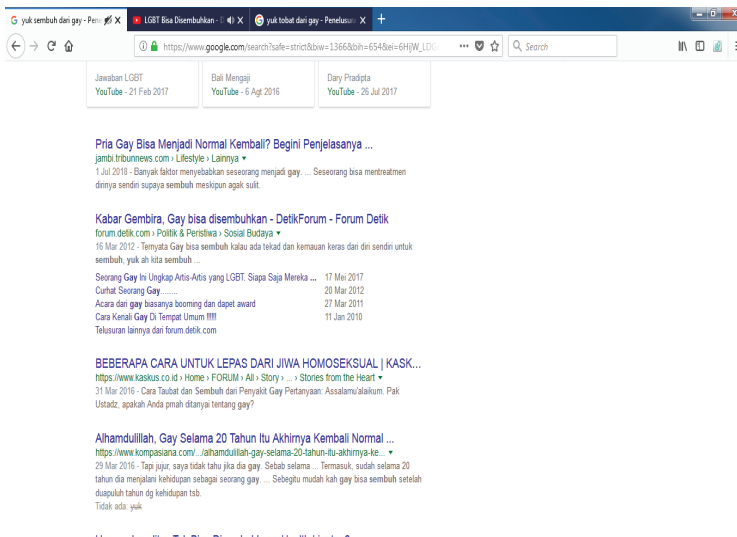 yuk sembuh dari gay - Pene
LGBT Bisa Disembuhkan - D
yuk tobat dari gay - Penelusura
https://www.google.com/search?safe=strict&biw=1366&bih=654&ei=6HjW_LDG
Search
Jawaban LGBT
YouTube - 21 Feb 2017
Bali Mengaji
YouTube - 6 Agt 2016
Dary Pradipta
YouTube - 26 Jul 2017
Pria Gay Bisa Menjadi Normal Kembali? Begini Penjelasanya ...
jambi.tribunnews.com › Lifestyle › Lainnya
1 Jul 2018 - Banyak faktor menyebabkan seseorang menjadi gay. ... Seseorang bisa mentreatmen
dirinya sendiri supaya sembuh meskipun agak sulit.
Kabar Gembira, Gay bisa disembuhkan - DetikForum - Forum Detik
forum.detik.com › Politik & Peristiwa › Sosial Budaya
16 Mar 2012 - Ternyata Gay bisa sembuh kalau ada tekad dan kemauan keras dari diri sendiri untuk
sembuh, yuk ah kita sembuh ...
Seorang Gay Ini Ungkap Artis-Artis yang LGBT. Siapa Saja Mereka ... 17 Mei 2017
Curhat Seorang Gay........ 20 Mar 2012
Acara dari gay biasanya booming dan dapet award 27 Mar 2011
Cara Kenali Gay Di Tempat Umum !!!!! 11 Jan 2010
Telusuran lainnya dari forum.detik.com
BEBERAPA CARA UNTUK LEPAS DARI JIWA HOMOSEKSUAL | KASK...
https://www.kaskus.co.id › Home › FORUM › All › Story › ... › Stories from the Heart
31 Mar 2016 - Cara Taubat dan Sembuh dari Penyakit Gay Pertanyaan: Assalamu'alaikum. Pak
Ustadz, apakah Anda pmah ditanyai tentang gay?
Alhamdulillah, Gay Selama 20 Tahun Itu Akhirnya Kembali Normal ...
https://www.kompasiana.com/.../alhamdulillah-gay-selama-20-tahun-itu-akhirnya-ke...
29 Mar 2016 - Tapi jujur, saya tidak tahu jika dia gay. Sebab selama ... Termasuk, sudah selama 20
tahun dia menjalani kehidupan sebagai seorang gay. ... Sebegitu mudah kah gay bisa sembuh setelah
duapuluh tahun dg kehidupan tsb.
Tidak ada: yuk